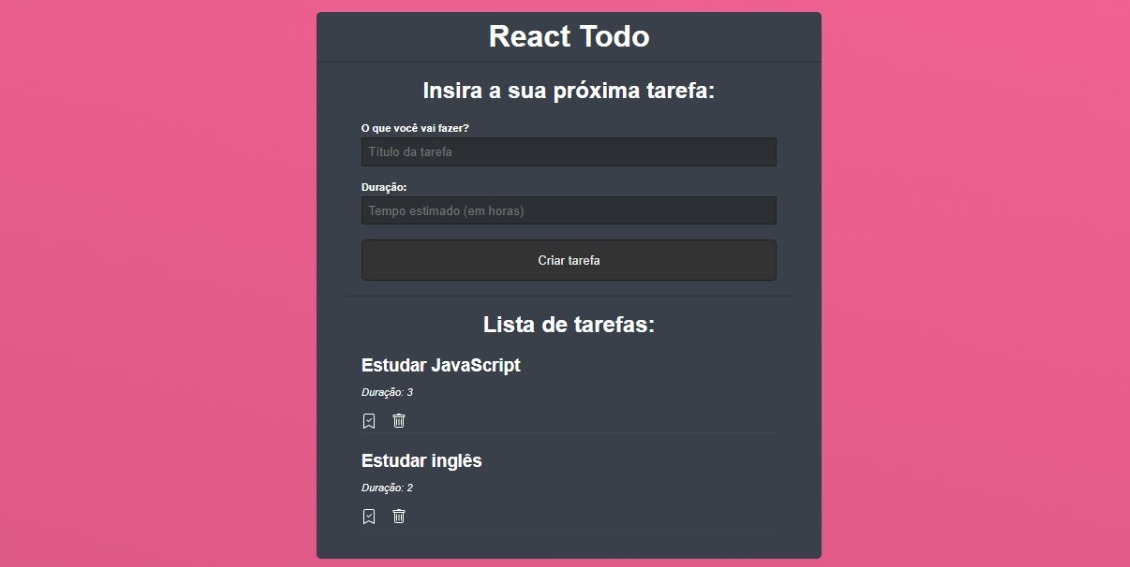 React Todo
Insira a sua próxima tarefa:
O que você vai fazer?
Título da tarefa
Duração:
Tempo estimado (em horas)
Criar tarefa
Lista de tarefas:
Estudar JavaScript
Duração: 3
Estudar inglês
Duração: 2